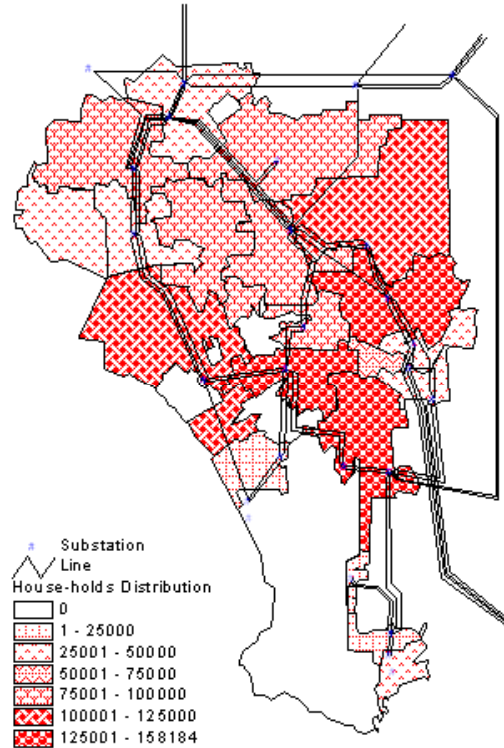 Substation
Line
House-holds Distribution
0
1 - 25000
25001 - 50000
50001 - 75000
75001 - 100000
100001 - 125000
125001 - 158184